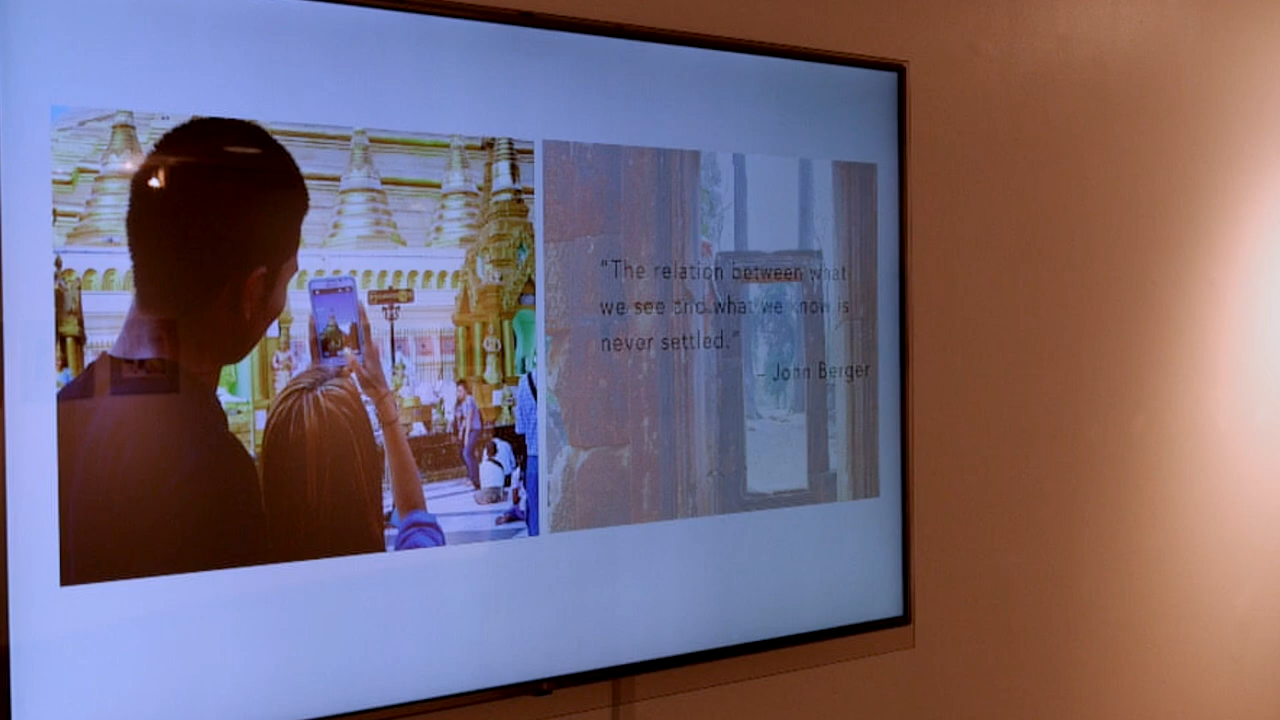 "The relation between what
we see and what we know is
never settled."
– John Berger